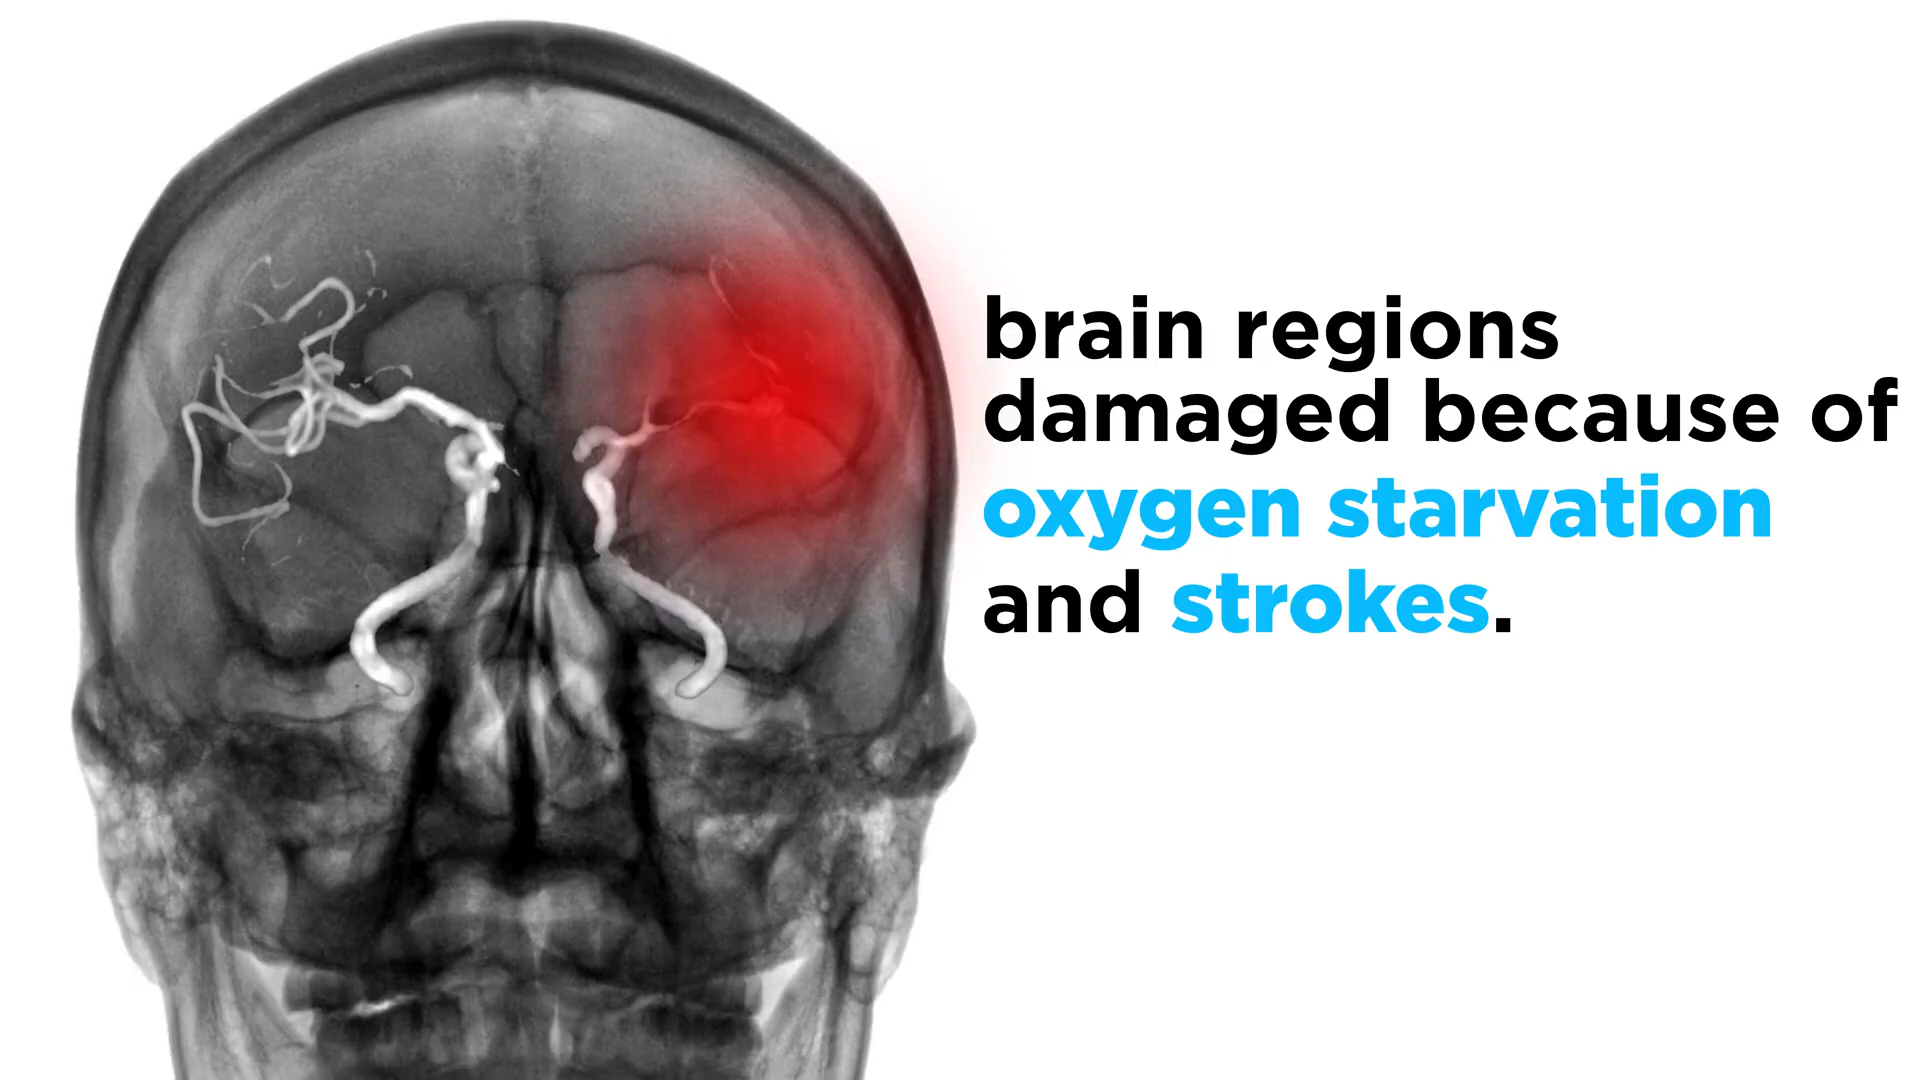 brain regions
damaged because of
oxygen starvation
and strokes.